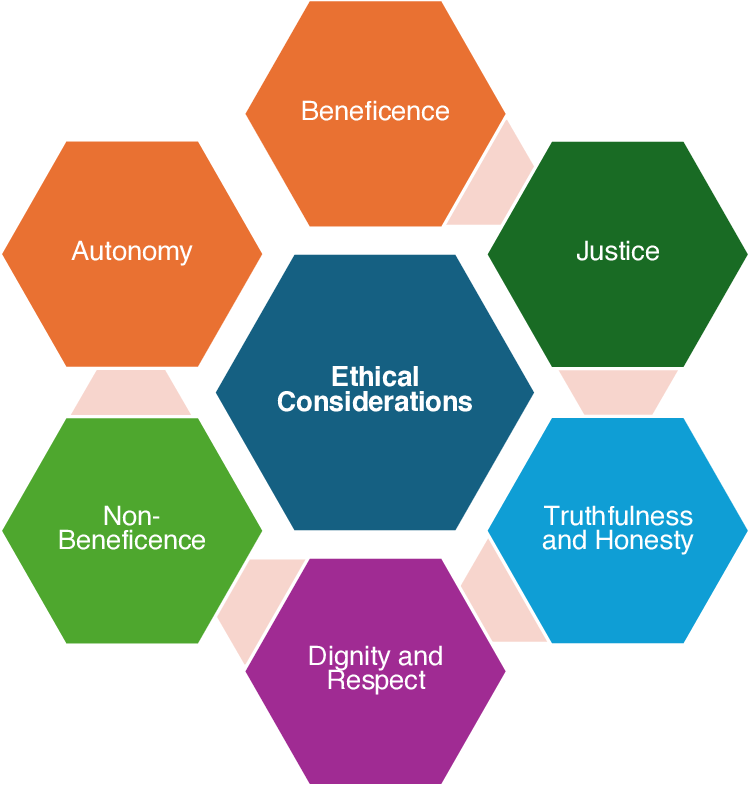 Beneficence
Autonomy
Justice
Ethical
Considerations
Non-
Beneficence
Truthfulness
and Honesty
Dignity and
Respect